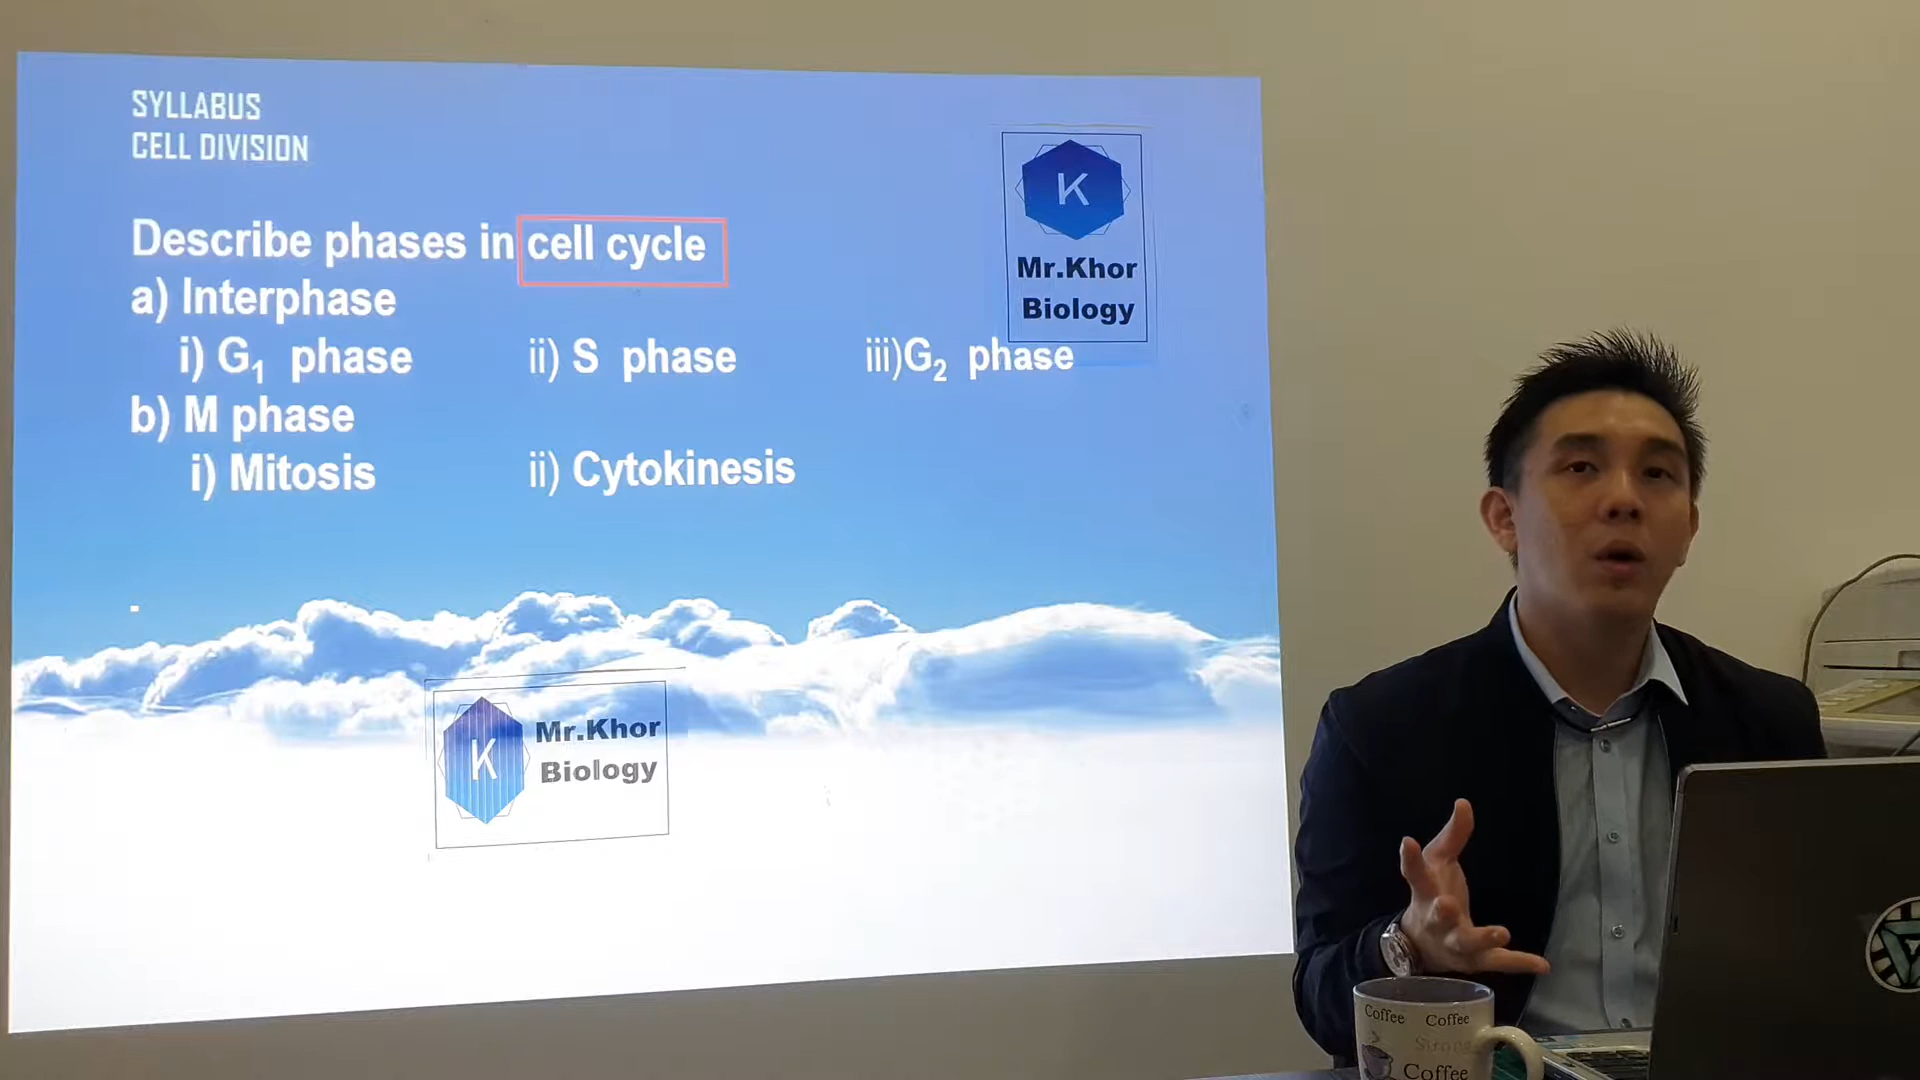 SYLLABUS
CELL DIVISION
Describe phases in cell cycle
a) Interphase
i) G₁ phase ii) S phase iii)G₂ phase
b) M phase
i) Mitosis ii) Cytokinesis
K
Mr.Khor
Biology
K
Mr.Khor
Biology
Coffee Coffee
Strong
Coffee